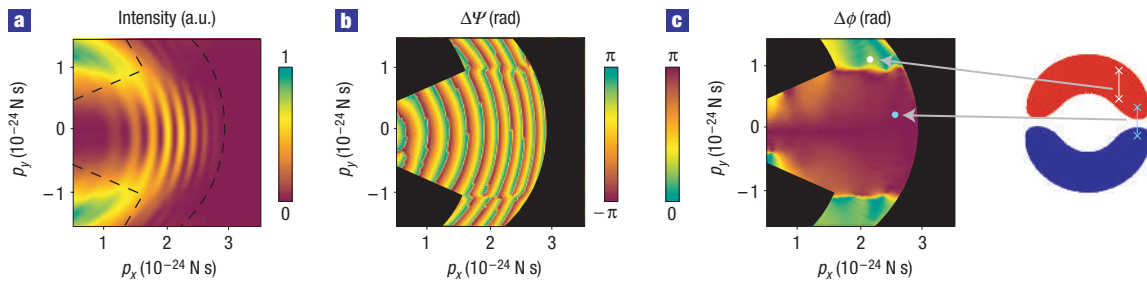 a Intensity (a.u.)
1
0
1
0
−1
p_y (10⁻²⁴ N s)
1 2 3
p_x (10⁻²⁴ N s)
b ΔΨ (rad)
π
−π
1
0
−1
p_y (10⁻²⁴ N s)
1 2 3
p_x (10⁻²⁴ N s)
c Δϕ (rad)
π
0
1
0
−1
p_y (10⁻²⁴ N s)
1 2 3
p_x (10⁻²⁴ N s)